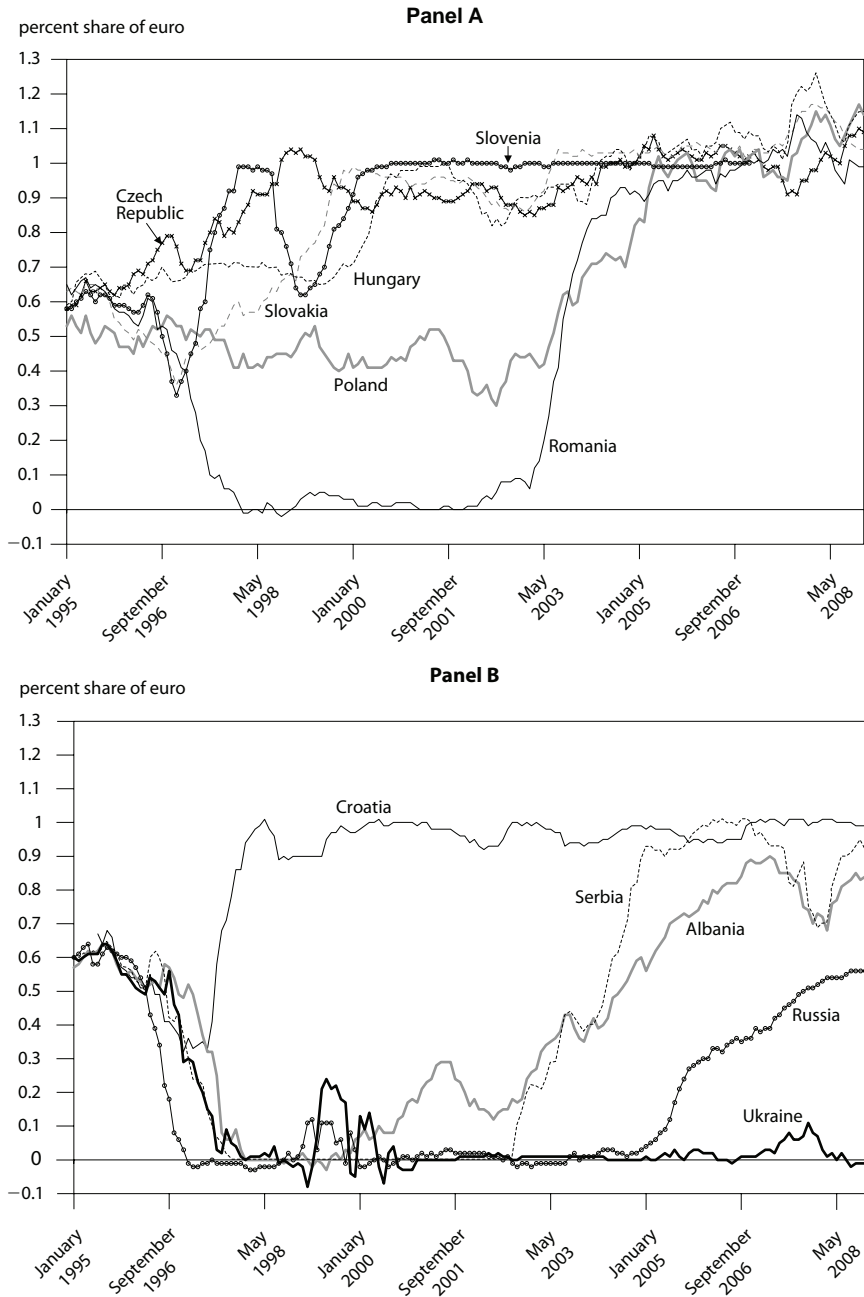 Panel A
percent share of euro
1.3
1.2
1.1
1
0.9
0.8
0.7
0.6
0.5
0.4
0.3
0.2
0.1
0
−0.1
Slovenia
Czech
Republic
Hungary
Slovakia
Poland
Romania
January
1995
September
1996
May
1998
January
2000
September
2001
May
2003
January
2005
September
2006
May
2008
Panel B
percent share of euro
1.3
1.2
1.1
1
0.9
0.8
0.7
0.6
0.5
0.4
0.3
0.2
0.1
0
−0.1
Croatia
Serbia
Albania
Russia
Ukraine
January
1995
September
1996
May
1998
January
2000
September
2001
May
2003
January
2005
September
2006
May
2008